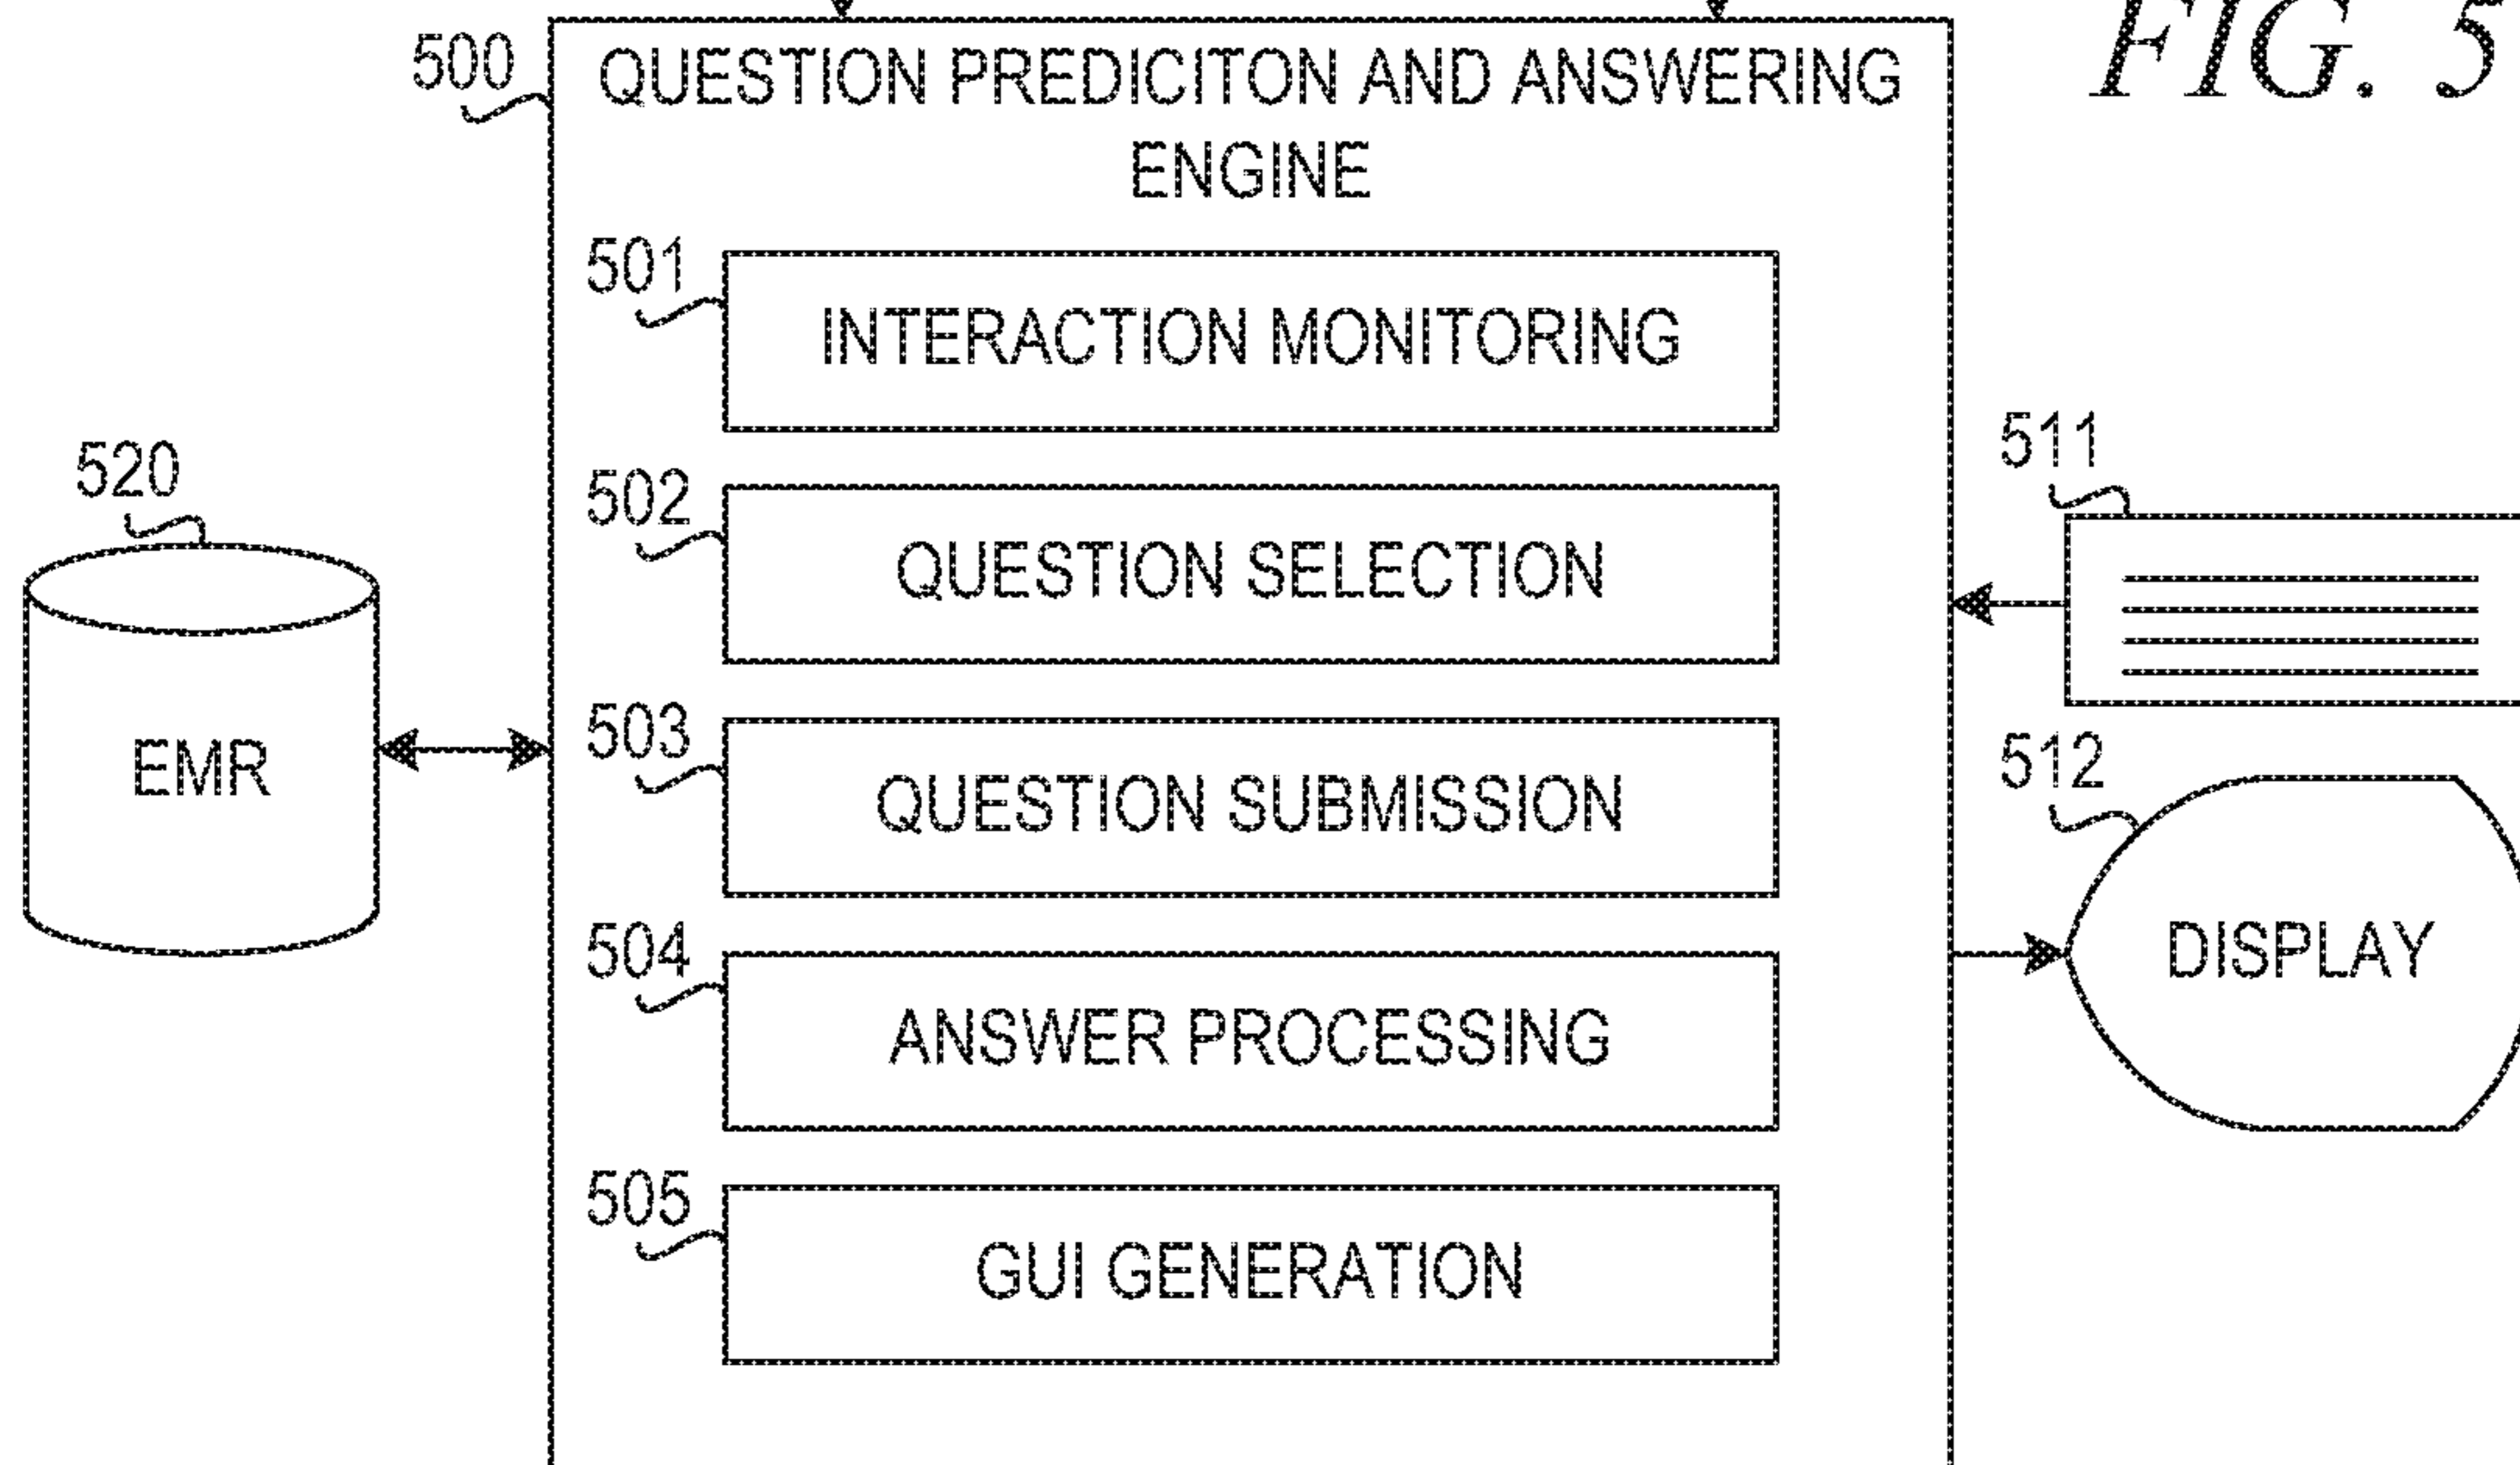 FIG. 5
500
QUESTION PREDICITON AND ANSWERING
ENGINE
501
INTERACTION MONITORING
502
QUESTION SELECTION
503
QUESTION SUBMISSION
504
ANSWER PROCESSING
505
GUI GENERATION
520
EMR
511
512
DISPLAY